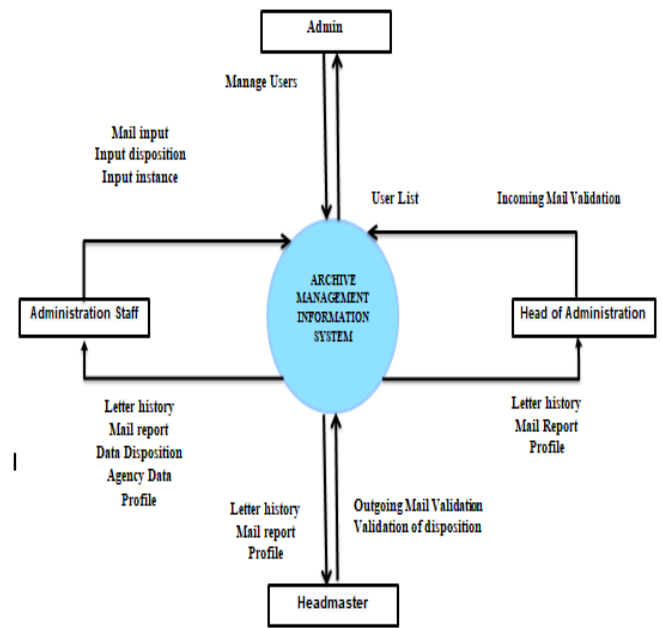 Admin
Manage Users
Mail input
Input disposition
Input instance
User List
Incoming Mail Validation
ARCHIVE
MANAGEMENT
INFORMATION
SYSTEM
Administration Staff
Head of Administration
Letter history
Mail report
Data Disposition
Agency Data
Profile
Letter history
Mail Report
Profile
Letter history
Mail report
Profile
Outgoing Mail Validation
Validation of disposition
Headmaster